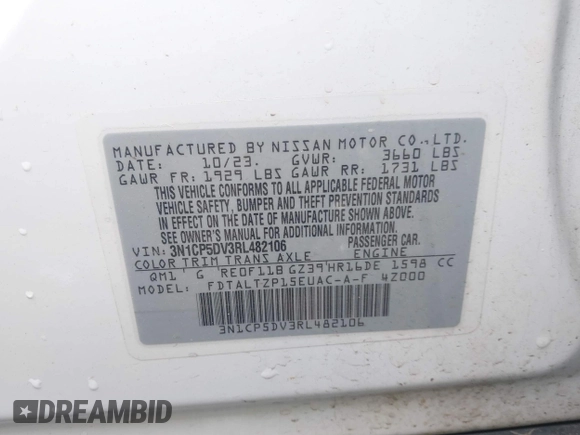 MANUFACTURED BY NISSAN MOTOR CO.,LTD.
DATE: 10/23. GVWR: 3660 LBS.
GAWR FR: 1929 LBS GAWR RR: 1731 LBS
THIS VEHICLE CONFORMS TO ALL APPLICABLE FEDERAL MOTOR
VEHICLE SAFETY, BUMPER AND THEFT PREVENTION STANDARDS
IN EFFECT ON THE DATE OF MANUFACTURE SHOWN ABOVE.
SEE OWNER'S MANUAL FOR ADDITIONAL INFORMATION.
VIN: 3N1CP5DV3RL482106 PASSENGER CAR.
COLOR TRIM TRANS AXLE ENGINE
QM1 G RE0F11B GZ39 HR16DE 1598 CC
FDTALTZP15EUAC-A-F 4Z000
3N1CP5DV3RL482106
DREAMBID